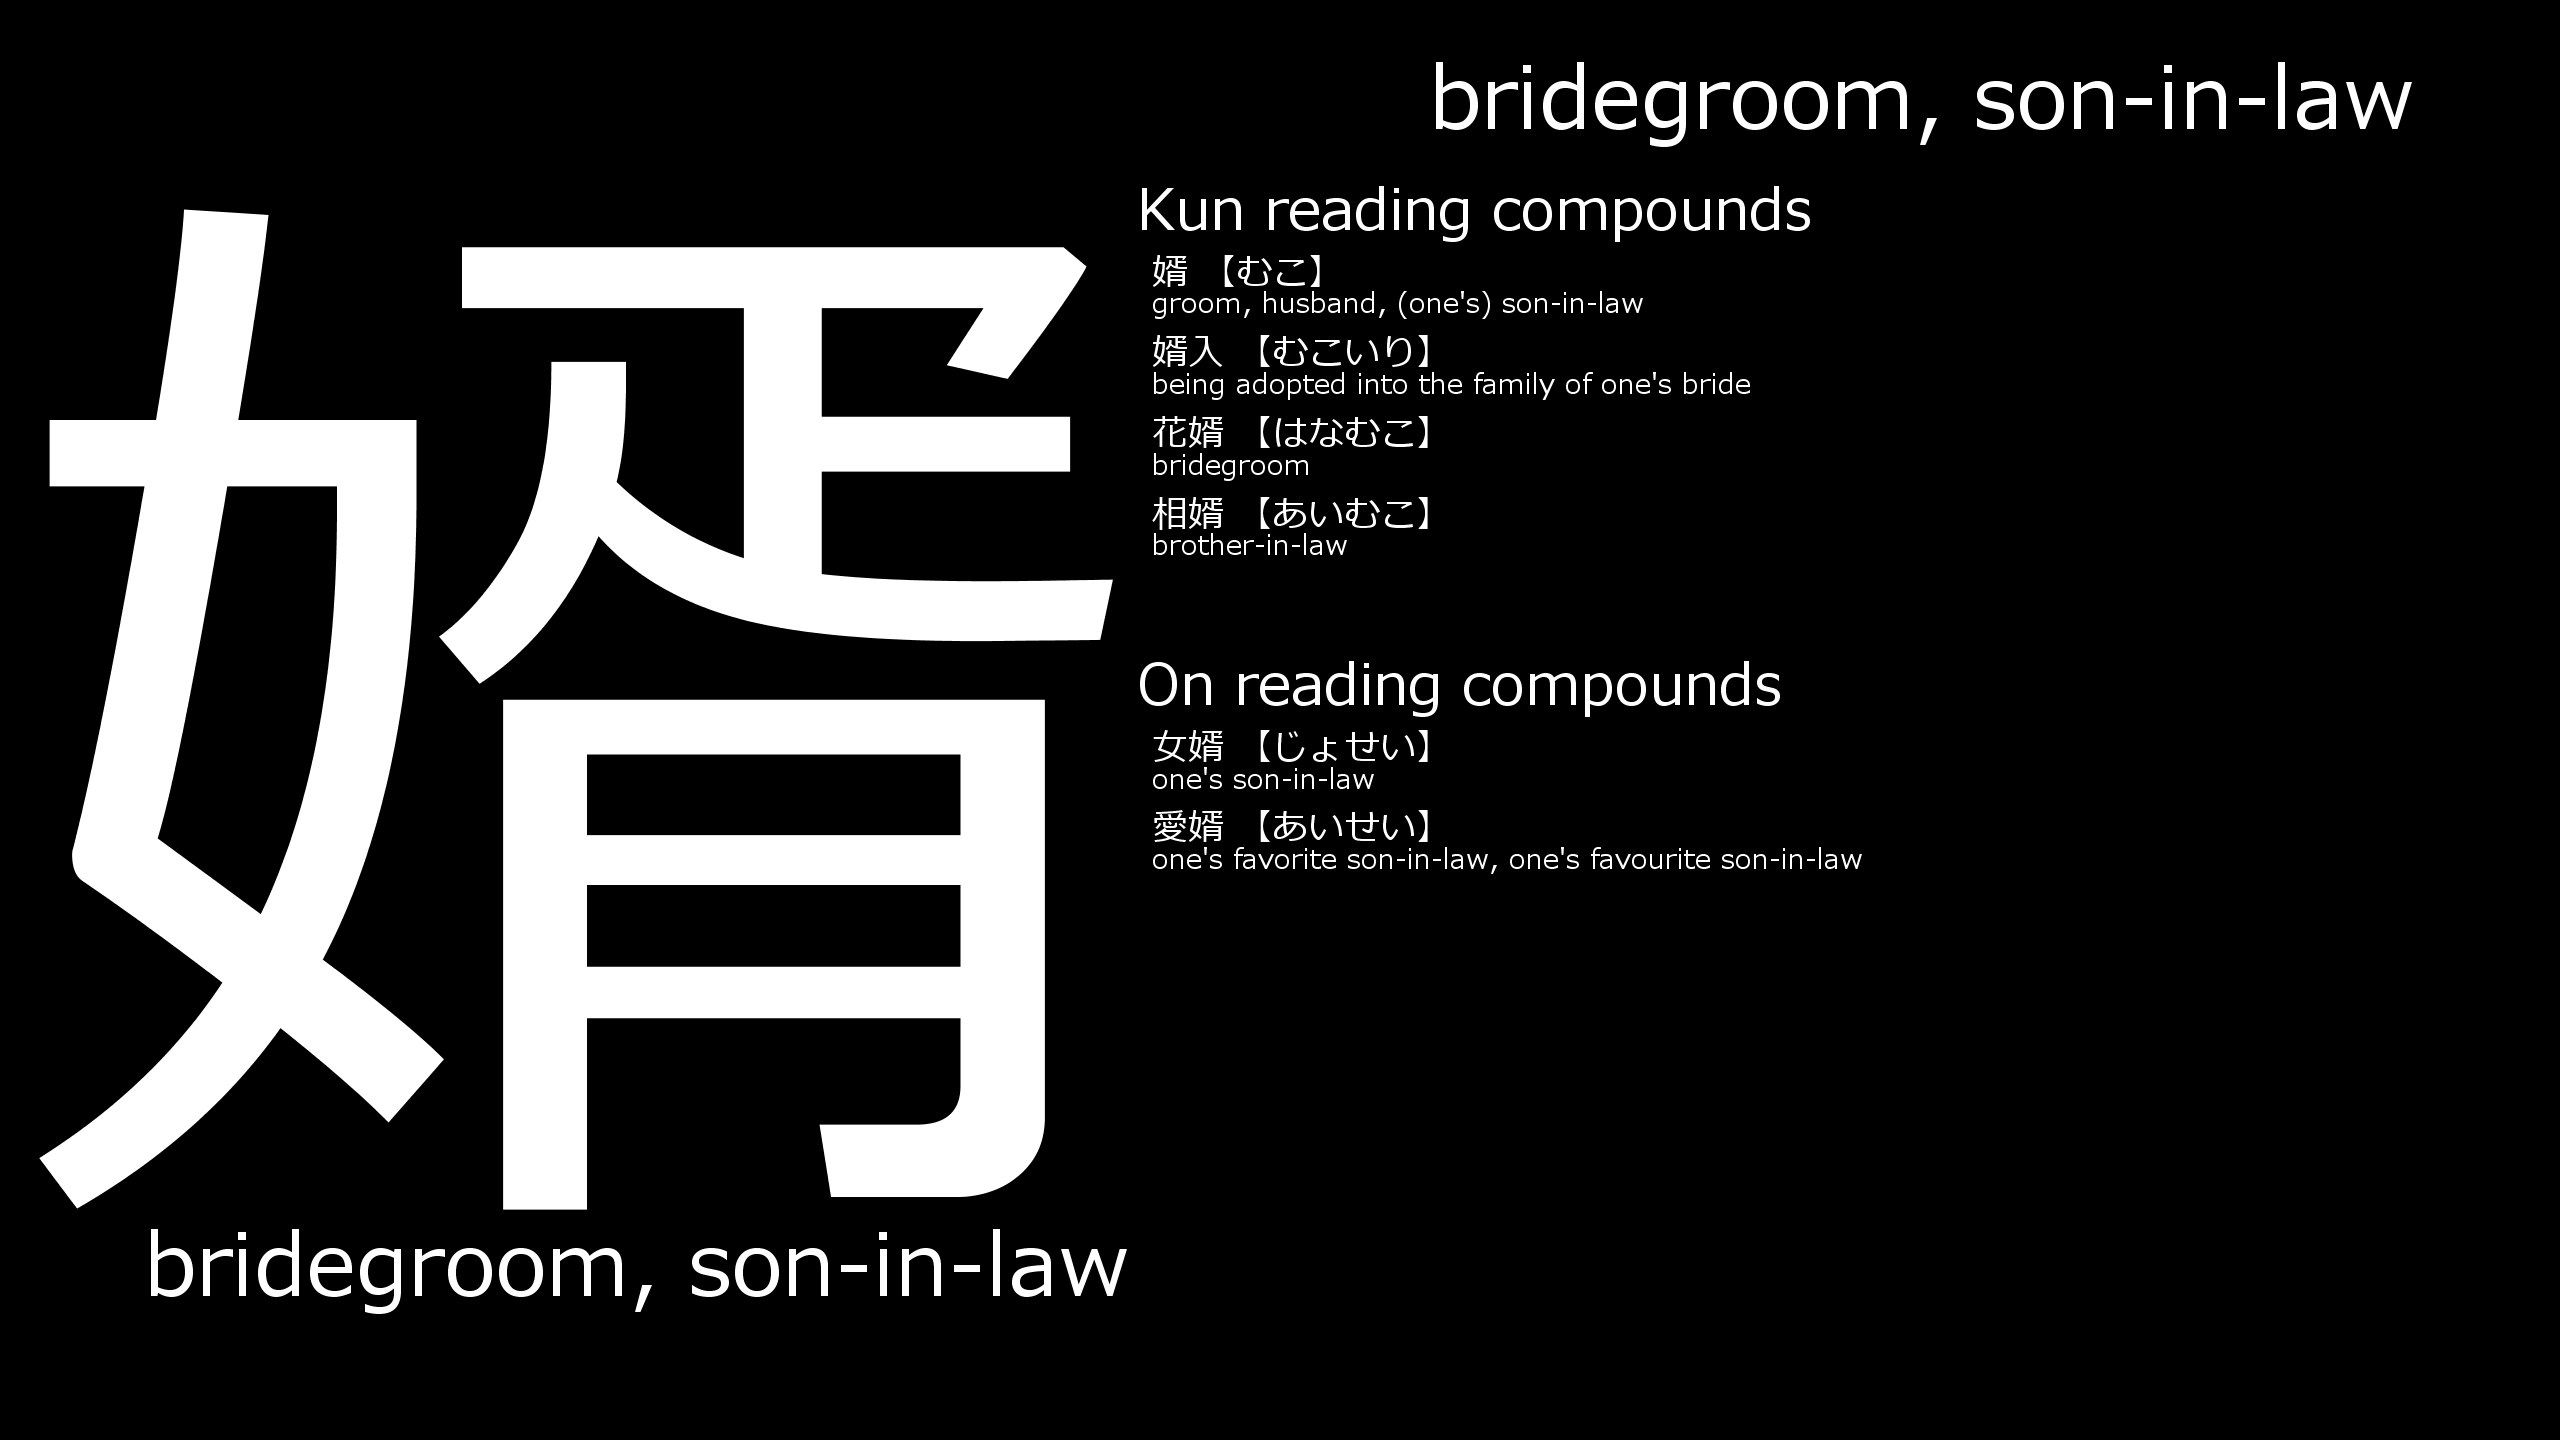 bridegroom, son-in-law
婿
bridegroom, son-in-law
Kun reading compounds
婿 【むこ】
groom, husband, (one's) son-in-law
婿入 【むこいり】
being adopted into the family of one's bride
花婿 【はなむこ】
bridegroom
相婿 【あいむこ】
brother-in-law
On reading compounds
女婿 【じょせい】
one's son-in-law
愛婿 【あいせい】
one's favorite son-in-law, one's favourite son-in-law